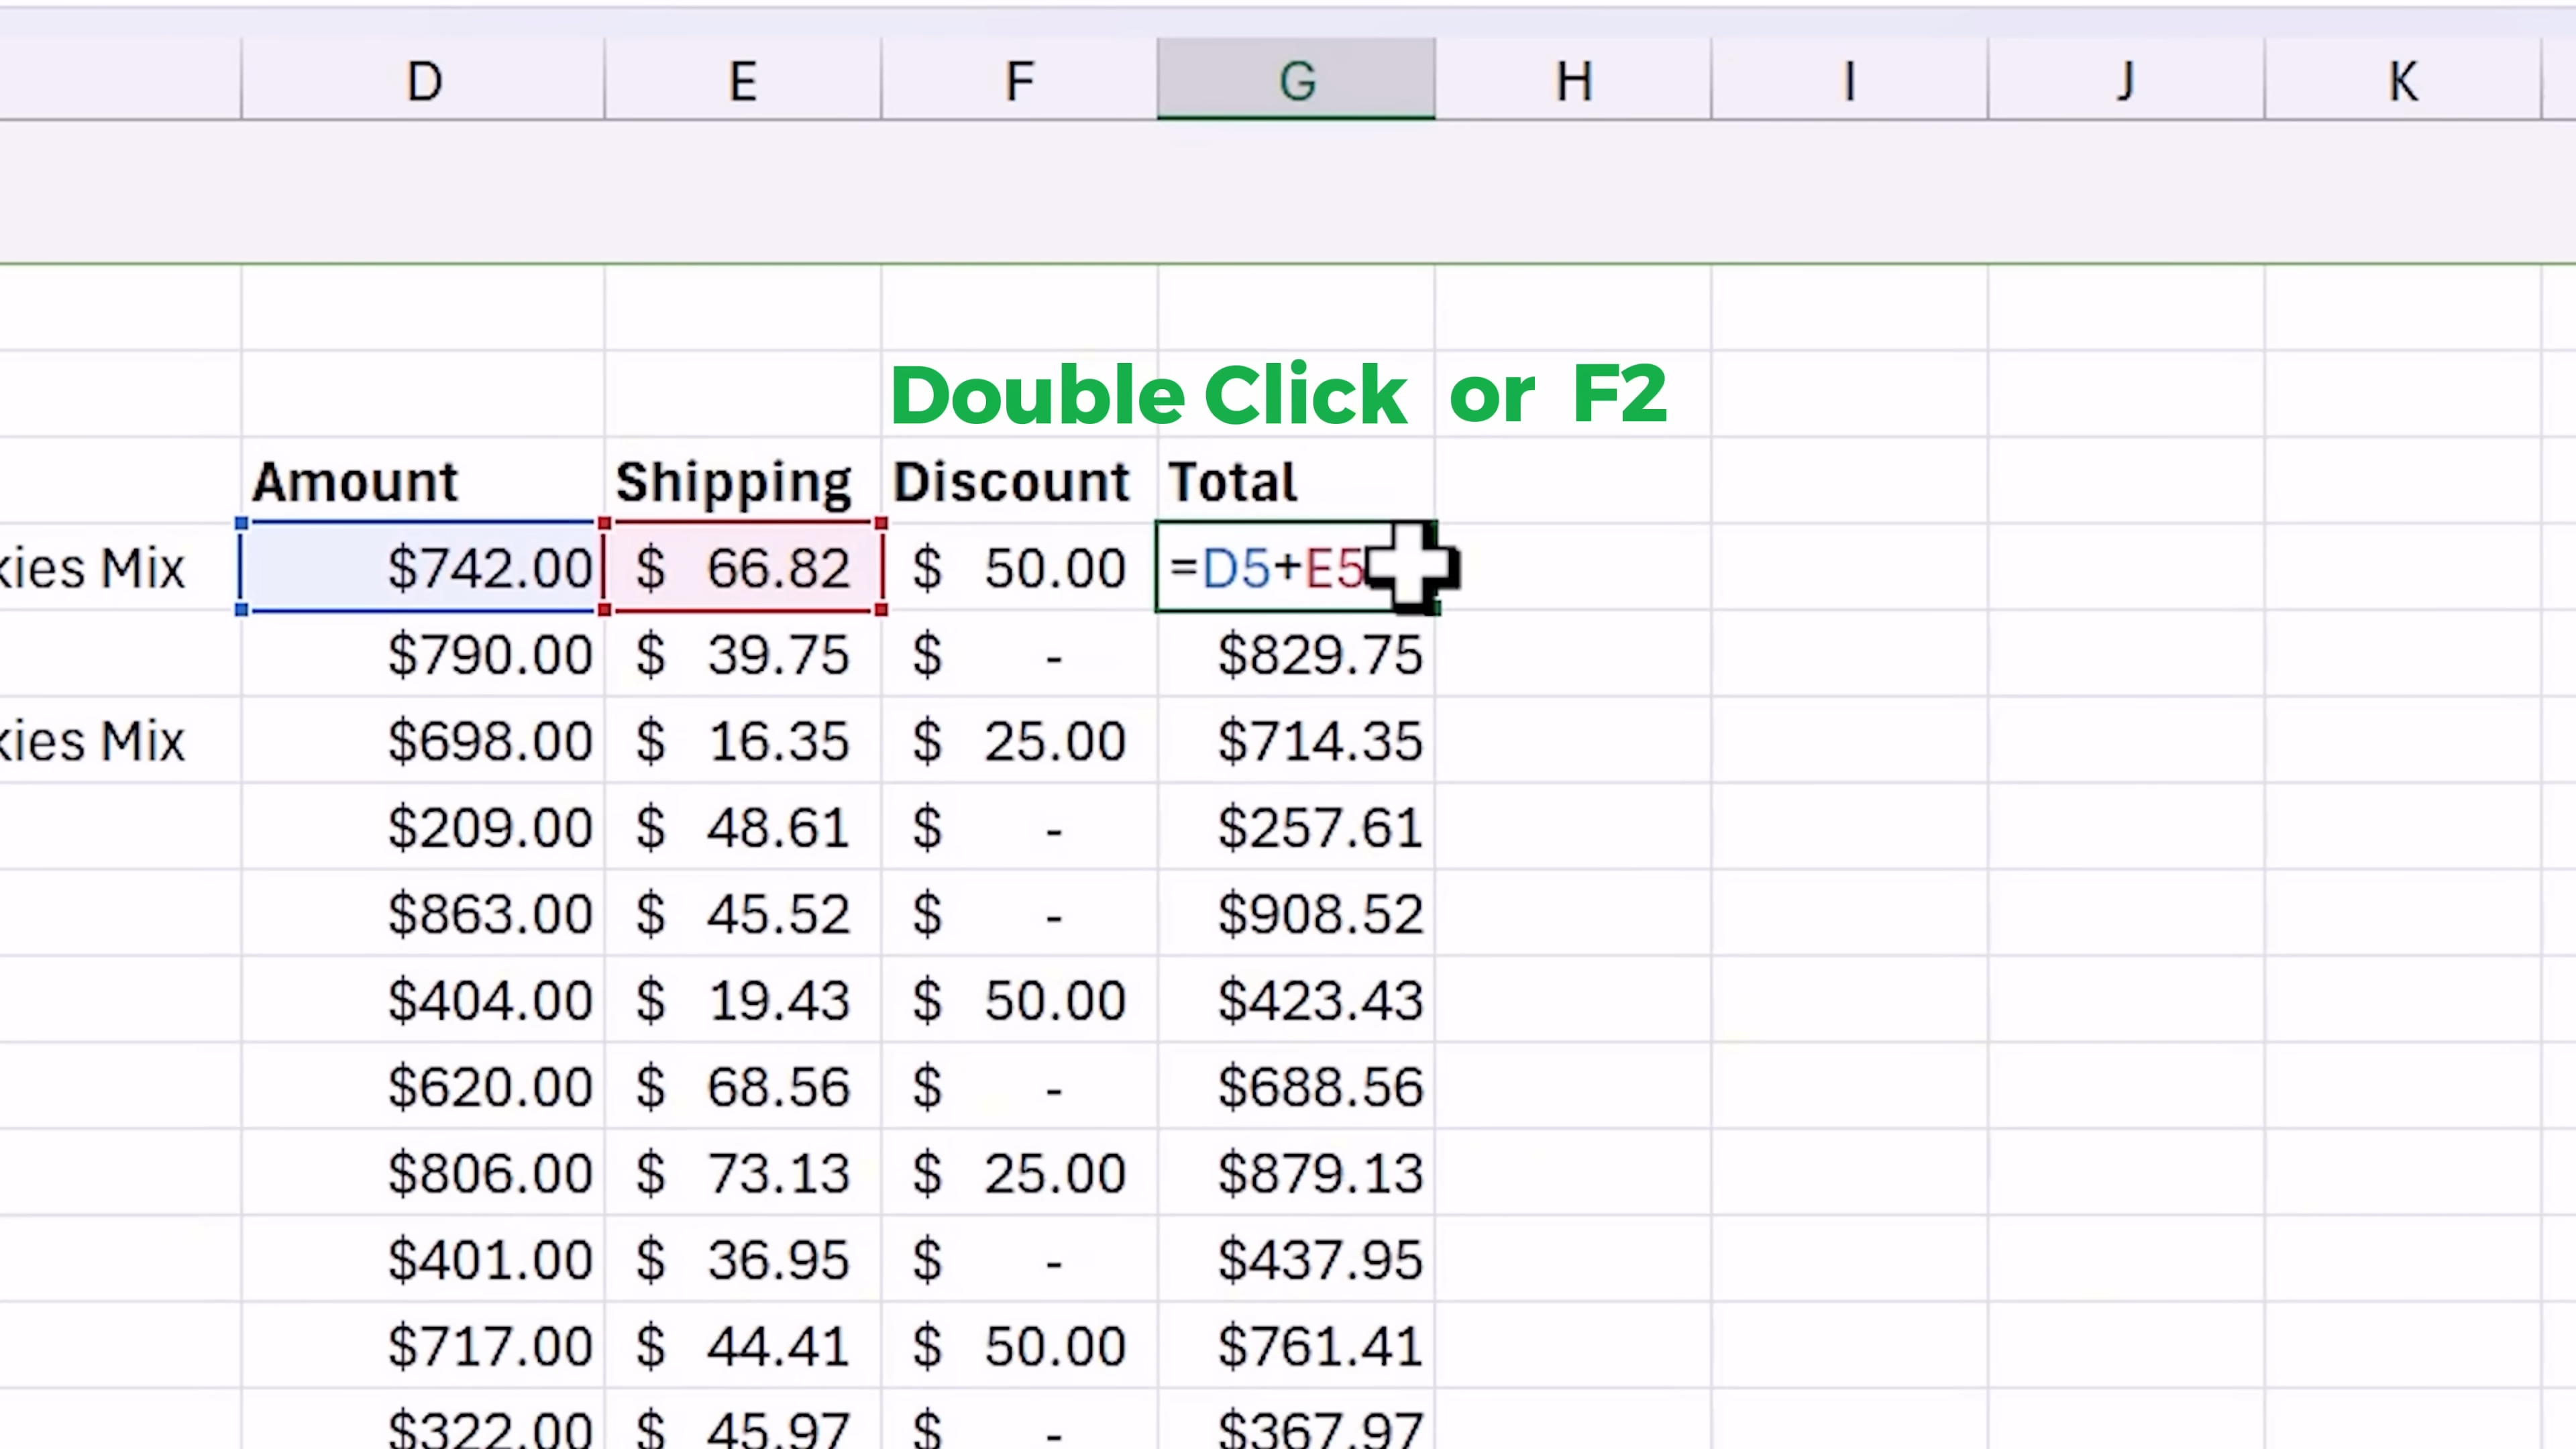 D E F G H I J K
Double Click or F2
Amount Shipping Discount Total
kies Mix $742.00 $ 66.82 $ 50.00 =D5+E5
$790.00 $ 39.75 $ - $829.75
kies Mix $698.00 $ 16.35 $ 25.00 $714.35
$209.00 $ 48.61 $ - $257.61
$863.00 $ 45.52 $ - $908.52
$404.00 $ 19.43 $ 50.00 $423.43
$620.00 $ 68.56 $ - $688.56
$806.00 $ 73.13 $ 25.00 $879.13
$401.00 $ 36.95 $ - $437.95
$717.00 $ 44.41 $ 50.00 $761.41
$322.00 $ 45.97 $ - $367.97